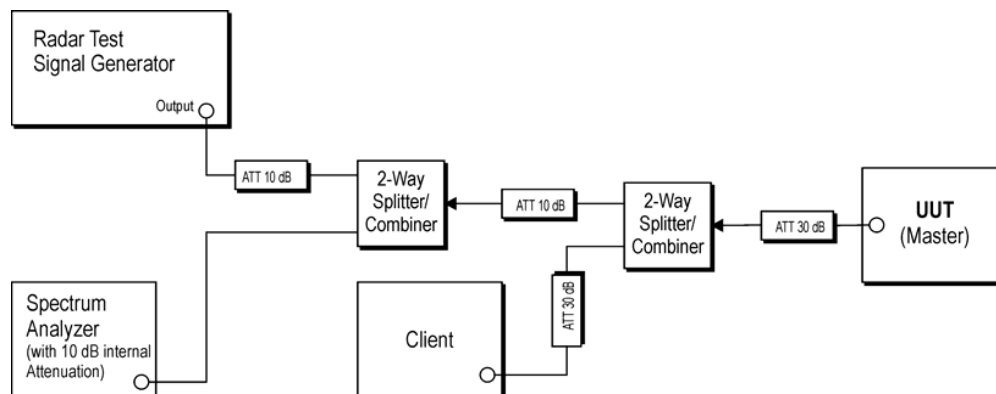 Radar Test
Signal Generator
Output
ATT 10 dB
2-Way
Splitter/
Combiner
ATT 10 dB
2-Way
Splitter/
Combiner
ATT 30 dB
UUT
(Master)
Spectrum
Analyzer
(with 10 dB internal
Attenuation)
Client
ATT 30 dB